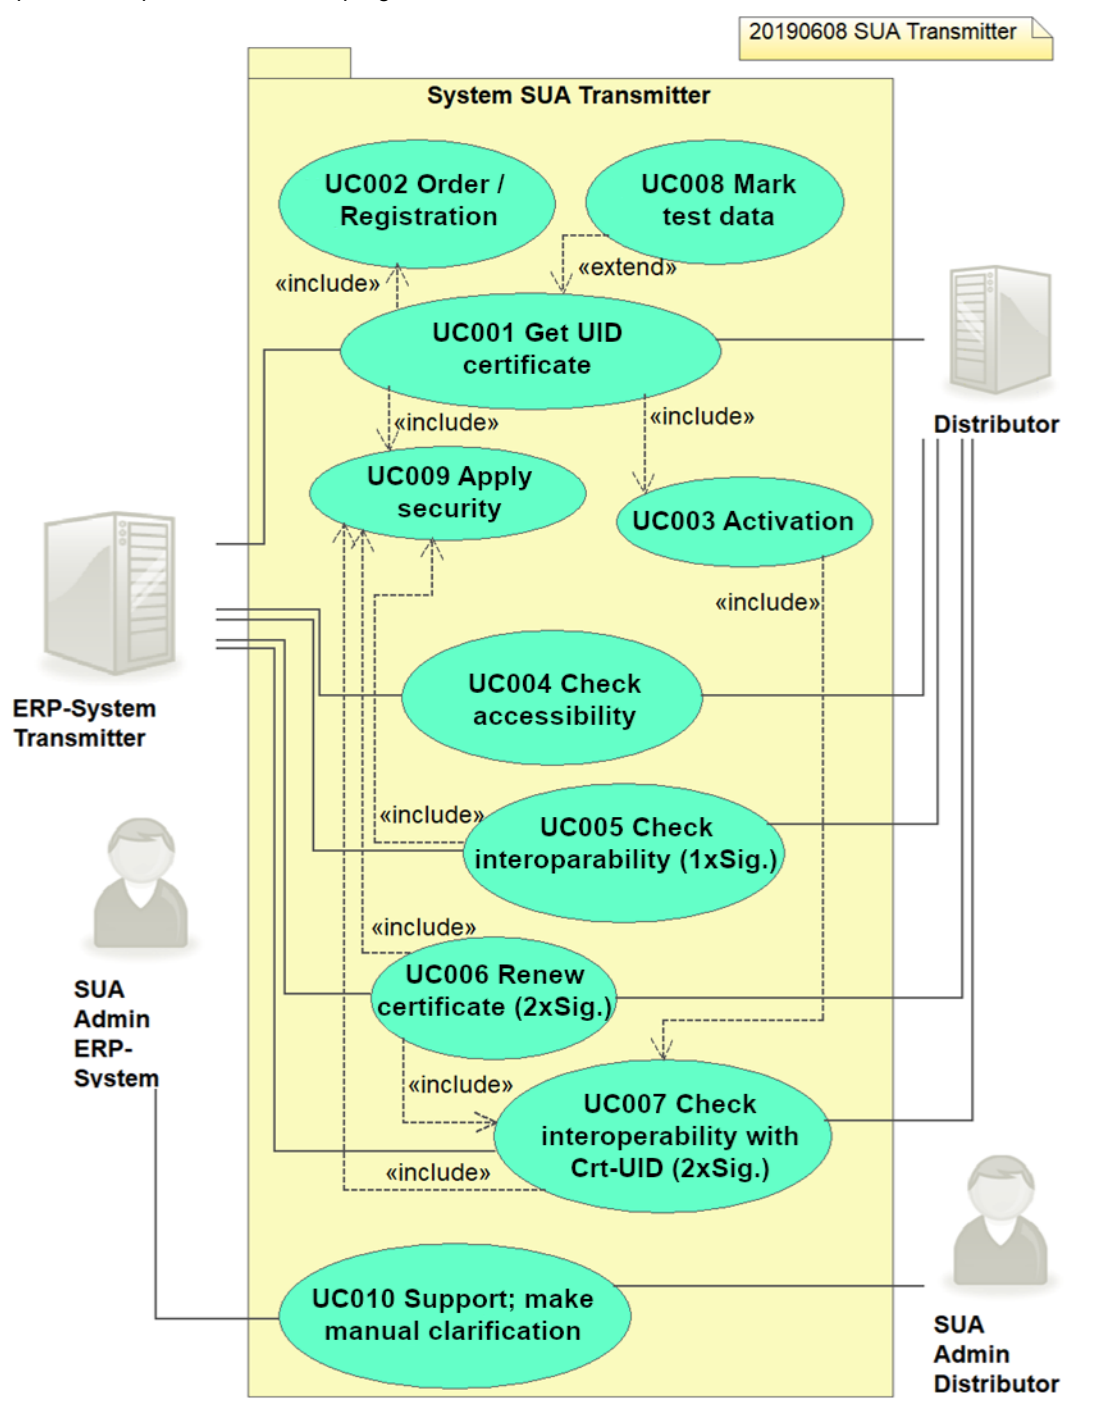 20190608 SUA Transmitter
System SUA Transmitter
UC002 Order /
Registration
UC008 Mark
test data
«include»
«extend»
UC001 Get UID
certificate
Distributor
«include»
«include»
UC009 Apply
security
UC003 Activation
«include»
ERP-System
Transmitter
UC004 Check
accessibility
«include»
UC005 Check
interoparability (1xSig.)
«include»
UC006 Renew
certificate (2xSig.)
SUA
Admin
ERP-
System
«include»
UC007 Check
interoperability with
Crt-UID (2xSig.)
«include»
UC010 Support; make
manual clarification
SUA
Admin
Distributor